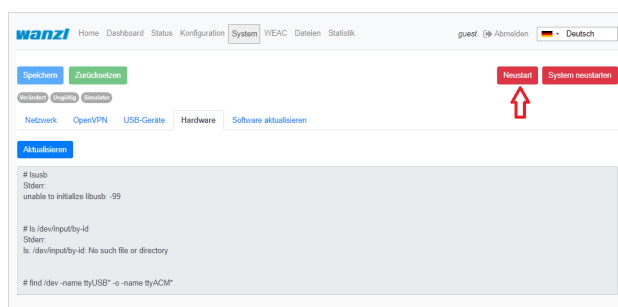 wanzl Home Dashboard Status Konfiguration System WEAC Dateien Statistik guest Abmelden Deutsch
Speichern Zurücksetzen Neustart System neustarten
Verändert Ungültig Simulator
Netzwerk OpenVPN USB-Geräte Hardware Software aktualisieren
Aktualisieren
# lsusb
Stderr:
unable to initialize libusb: -99
# ls /dev/input/by-id
Stderr:
ls: /dev/input/by-id: No such file or directory
# find /dev -name ttyUSB* -o -name ttyACM*